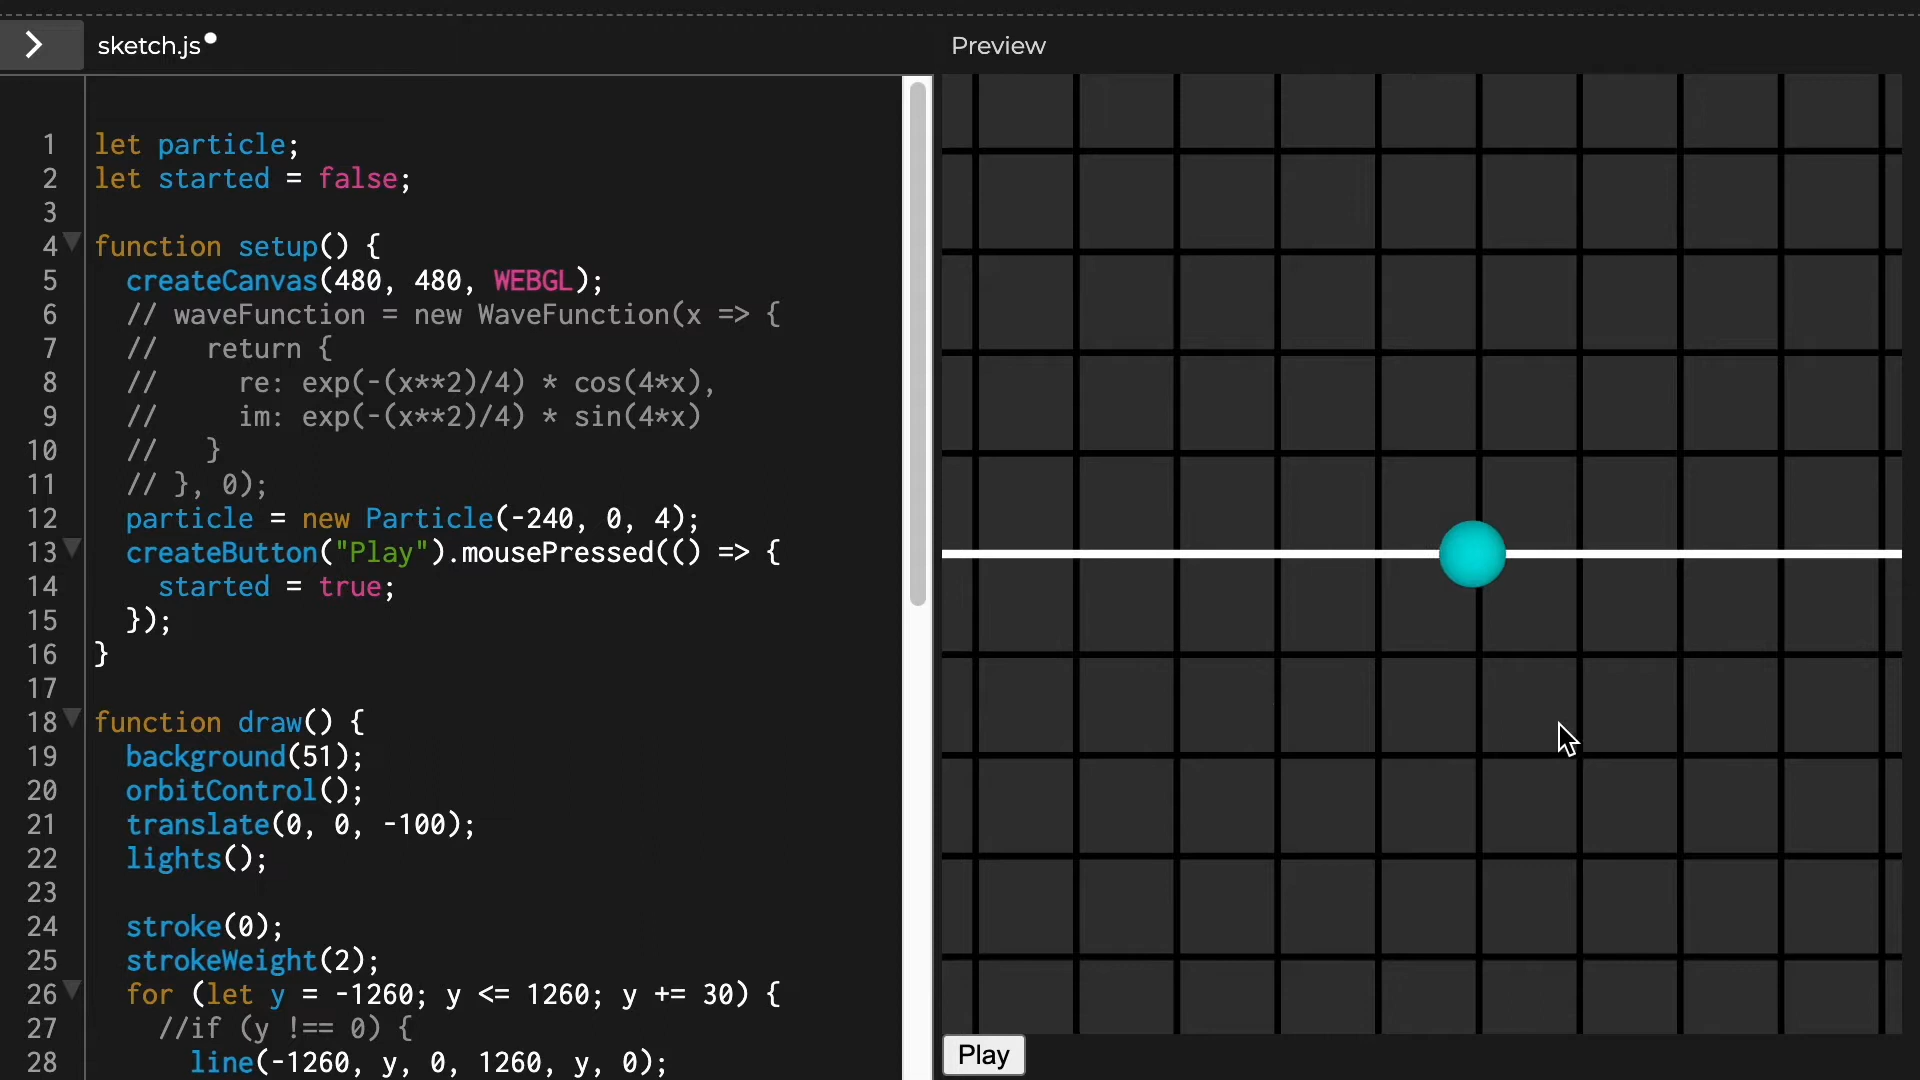 sketch.js
Preview
1 let particle;
2 let started = false;
3
4 function setup() {
5   createCanvas(480, 480, WEBGL);
6   // waveFunction = new WaveFunction(x => {
7   //   return {
8   //     re: exp(-(x**2)/4) * cos(4*x),
9   //     im: exp(-(x**2)/4) * sin(4*x)
10   //   }
11   // }, 0);
12   particle = new Particle(-240, 0, 4);
13   createButton("Play").mousePressed(() => {
14     started = true;
15   });
16 }
17
18 function draw() {
19   background(51);
20   orbitControl();
21   translate(0, 0, -100);
22   lights();
23
24   stroke(0);
25   strokeWeight(2);
26   for (let y = -1260; y <= 1260; y += 30) {
27     //if (y !== 0) {
28       line(-1260, y, 0, 1260, y, 0);
Play